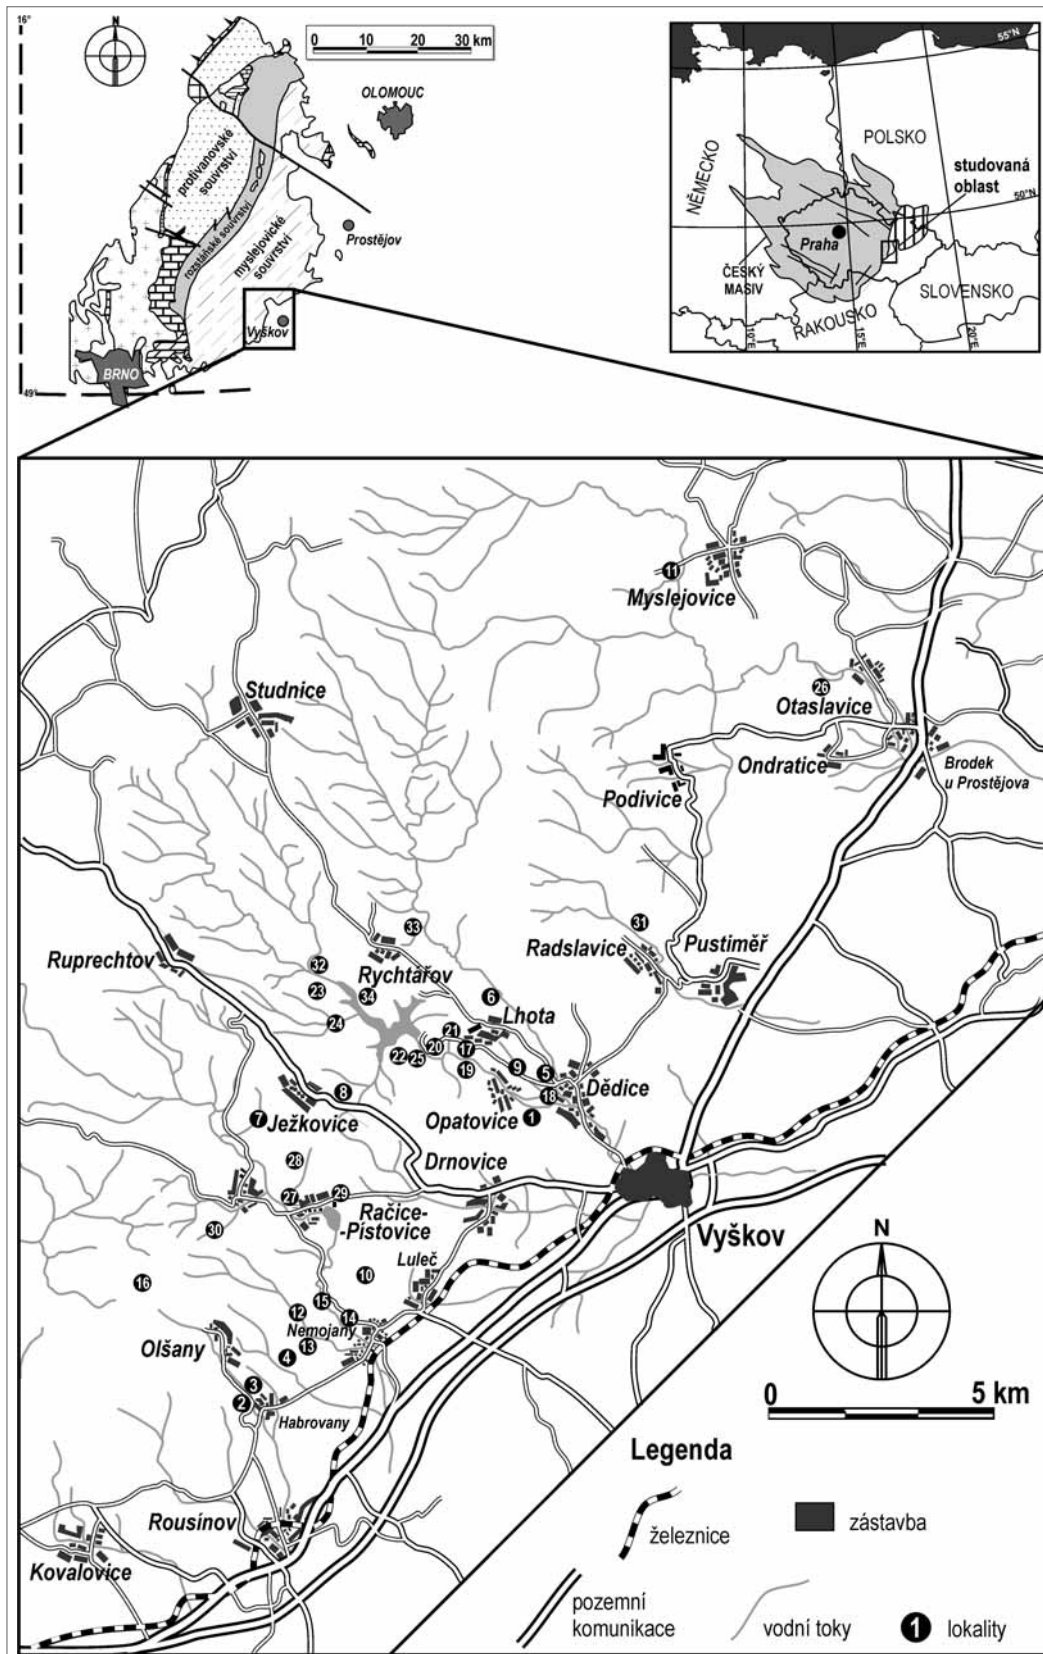 16°
N
0 10 20 30 km
OLOMOUC
protivanovské
souvrství
rozstáňské souvrství
myslejovické
souvrství
Prostějov
Vyškov
BRNO
49°
55°N
POLSKO
NĚMECKO
studovaná
oblast
50°N
Praha
ČESKÝ
MASIV
SLOVENSKO
RAKOUSKO
10°E
15°E
20°E
11
Myslejovice
26
Otaslavice
Studnice
Ondratice
Brodek
u Prostějova
Podivice
33
31
Radslavice
Pustiměř
Ruprechtov
32
Rychtářov
23
34
6
24
Lhota
21
20
17
22
25
19
9
5
18
Dědice
8
Ježkovice
7
Opatovice
1
28
Drnovice
27
29
Račice-
-Pístovice
30
Vyškov
N
Luleč
10
16
15
12
14
Nemojany
13
4
Olšany
3
2
Habrovany
0 5 km
Legenda
Rousínov
železnice
zástavba
Kovalovice
pozemní
komunikace
vodní toky
1
lokality